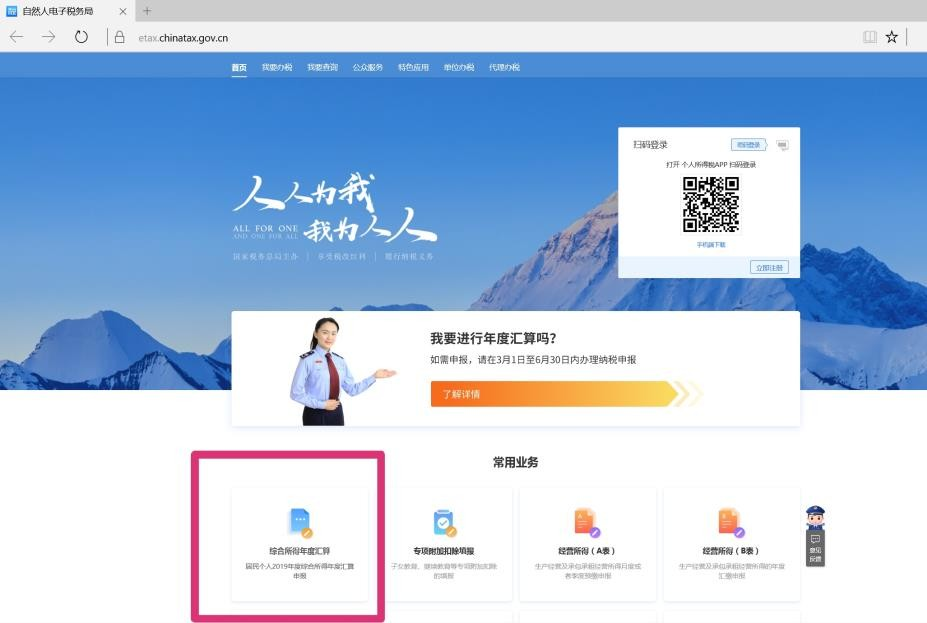 自然人电子税务局
etax.chinatax.gov.cn
首页 我要办税 我要查询 公众服务 特色应用 单位办税 代理办税
扫码登录 密码登录
打开 个人所得税APP 扫码登录
手机端下载
立即注册
人人为我
ALL FOR ONE
AND ONE FOR ALL
我为人人
国家税务总局主办 | 享受税改红利 | 履行纳税义务
我要进行年度汇算吗?
如需申报，请在3月1日至6月30日内办理纳税申报
了解详情
常用业务
综合所得年度汇算
居民个人2019年度综合所得年度汇算
申报
专项附加扣除填报
子女教育、继续教育等专项附加扣除
的填报
经营所得（A表）
生产经营及承包承租经营所得月度或
者季度预缴申报
经营所得（B表）
生产经营及承包承租经营所得的年度
汇缴申报
意见
反馈